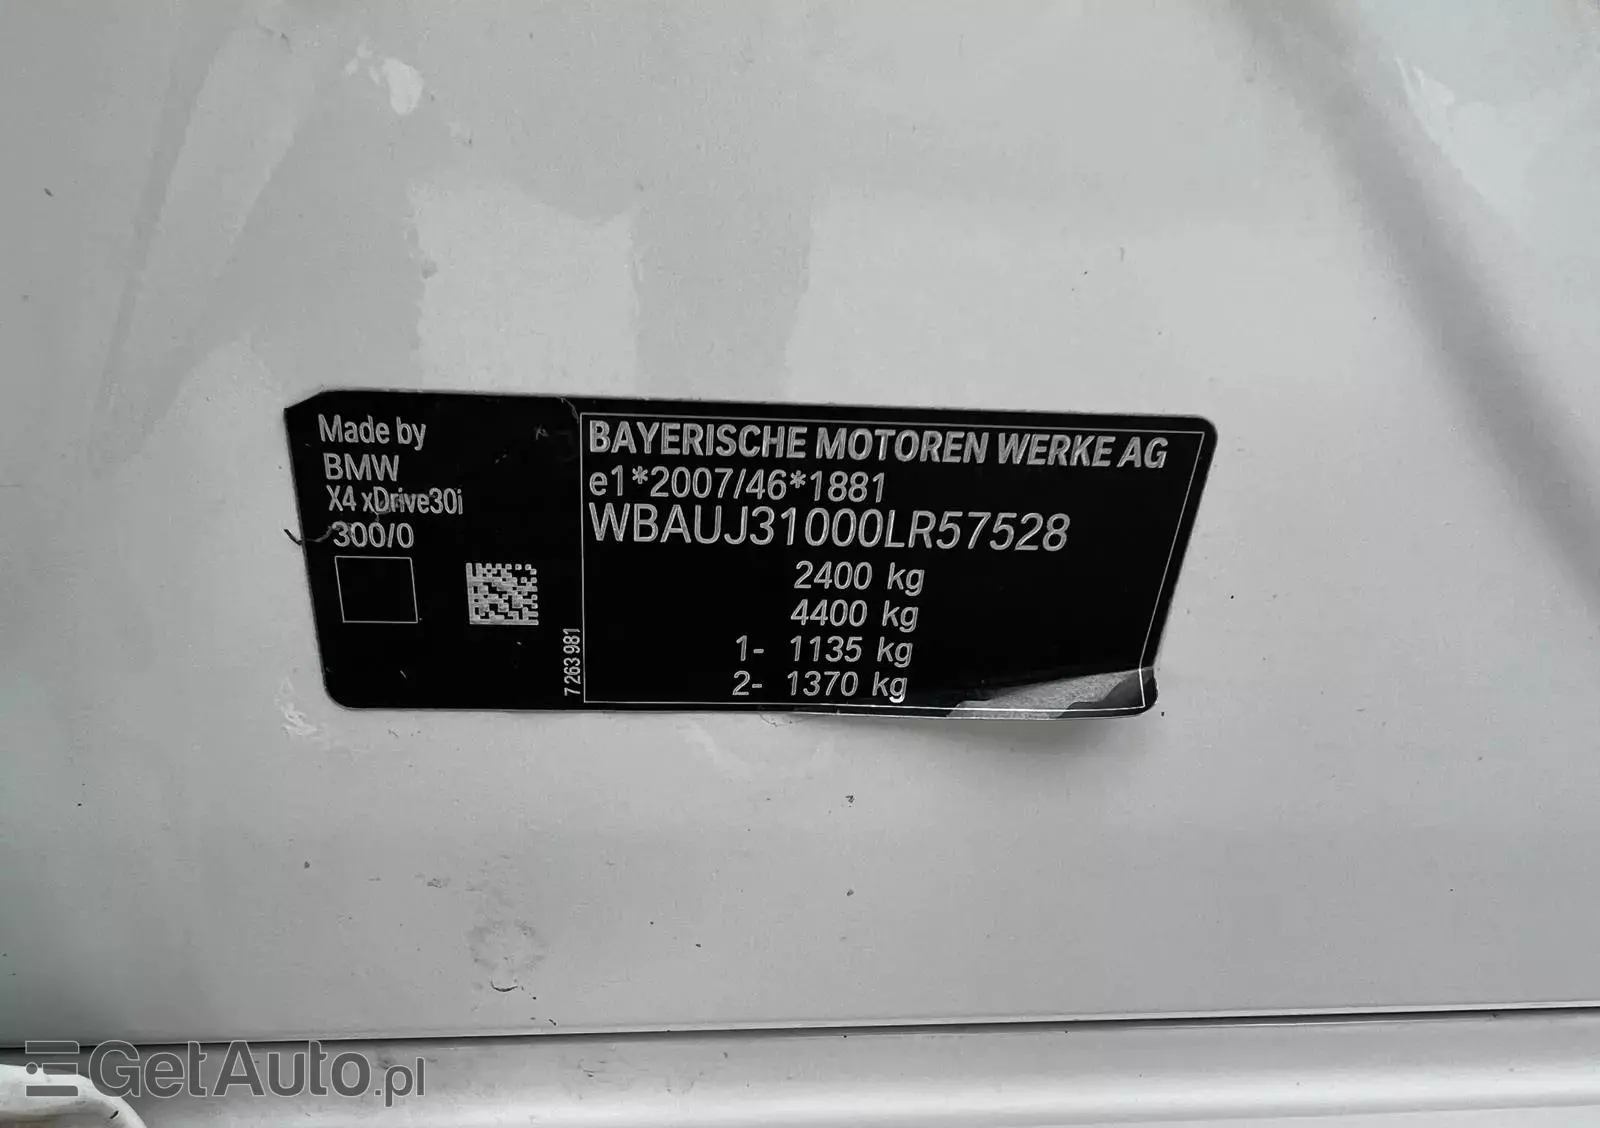 Made by
BMW
X4 xDrive30i
300/0
7 263 981
BAYERISCHE MOTOREN WERKE AG
e1*2007/46*1881
WBAUJ31000LR57528
2400 kg
4400 kg
1- 1135 kg
2- 1370 kg
GetAuto.pl